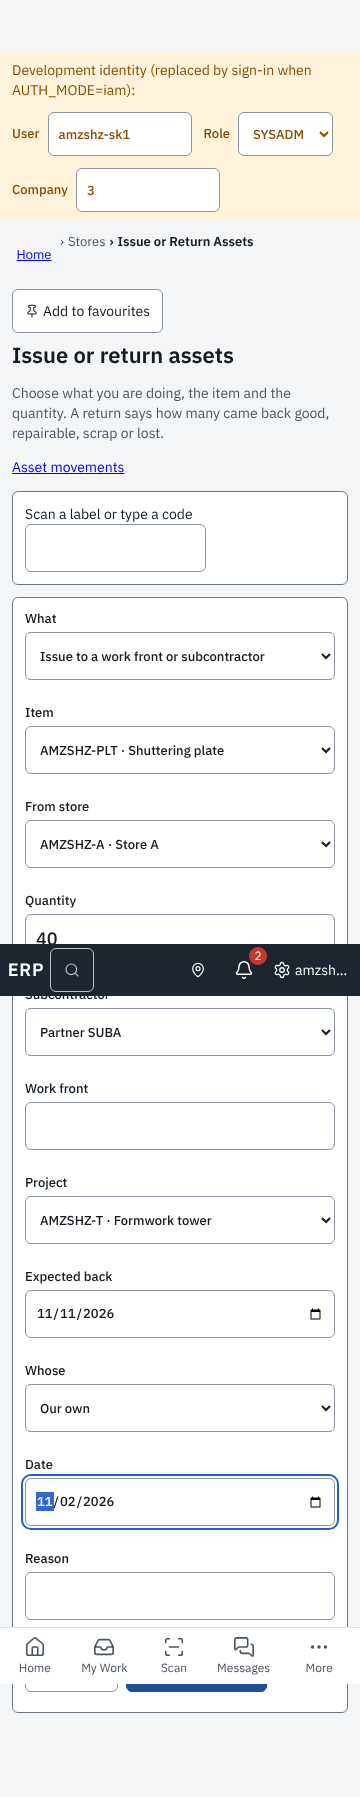 Development identity (replaced by sign-in when
AUTH_MODE=iam):
User amzshz-sk1 Role SYSADM
Company 3
Home › Stores › Issue or Return Assets
Add to favourites
Issue or return assets
Choose what you are doing, the item and the
quantity. A return says how many came back good,
repairable, scrap or lost.
Asset movements
Scan a label or type a code
What
Issue to a work front or subcontractor
Item
AMZSHZ-PLT · Shuttering plate
From store
AMZSHZ-A · Store A
Quantity
40
ERP 2 amzsh...
Subcontractor
Partner SUBA
Work front
Project
AMZSHZ-T · Formwork tower
Expected back
11/11/2026
Whose
Our own
Date
11/02/2026
Reason
Home My Work Scan Messages More